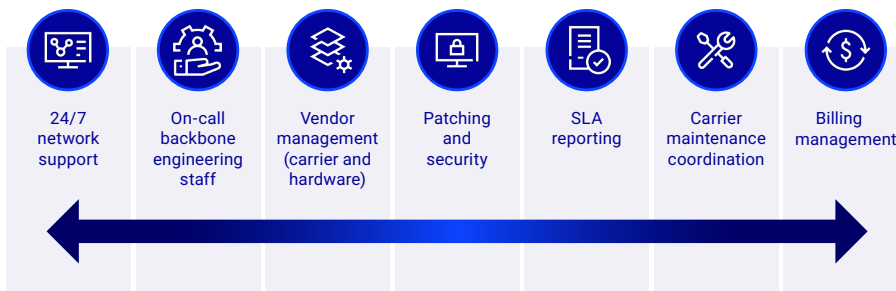 24/7
network
support
On-call
backbone
engineering
staff
Vendor
management
(carrier and
hardware)
Patching
and
security
SLA
reporting
Carrier
maintenance
coordination
Billing
management
$